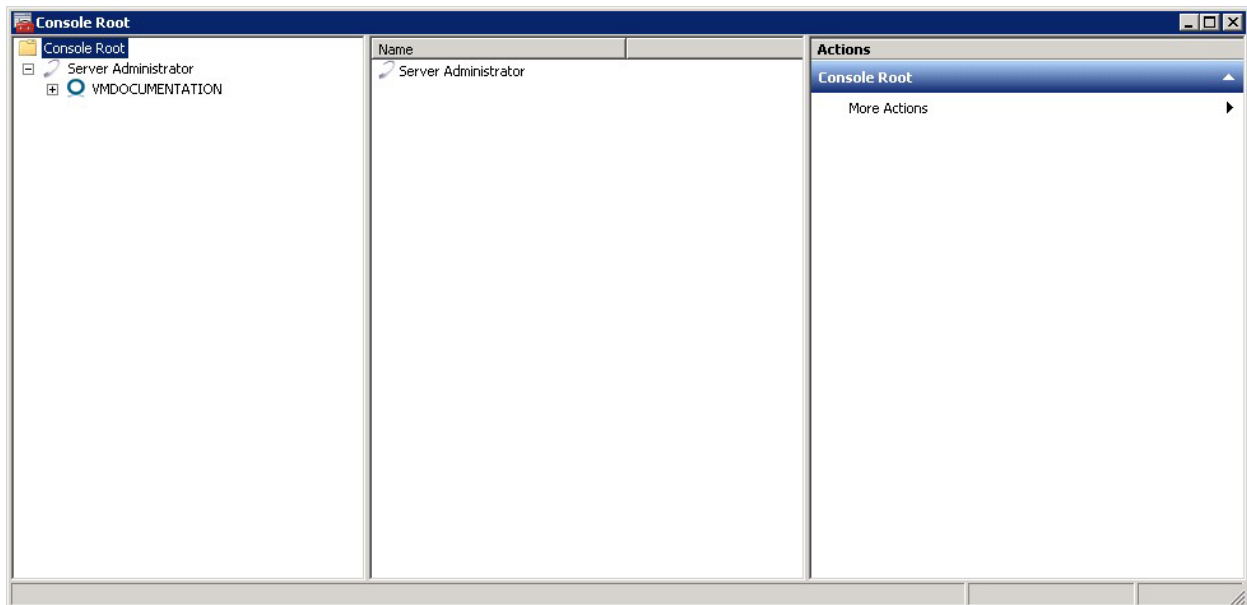 Console Root
Console Root
Server Administrator
VMDOCUMENTATION
Name
Server Administrator
Actions
Console Root
More Actions